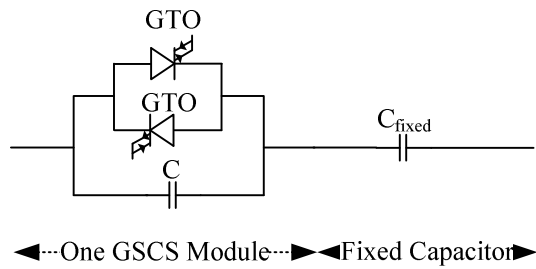 GTO
GTO
C
C_fixed
One GSCS Module
Fixed Capacitor